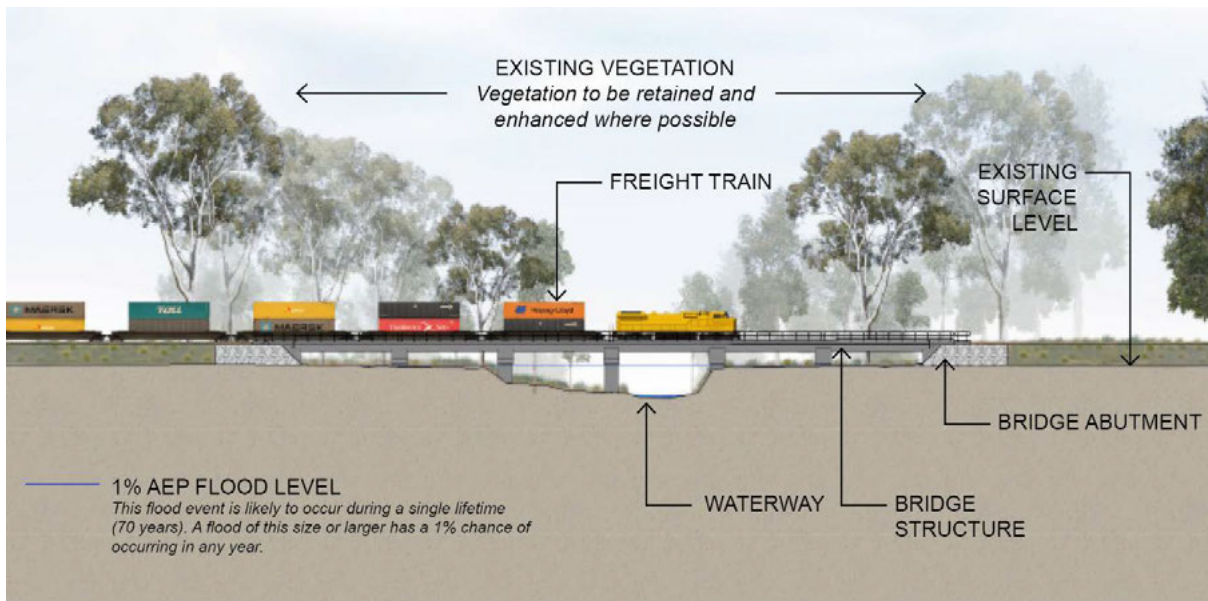 EXISTING VEGETATION
Vegetation to be retained and
enhanced where possible
FREIGHT TRAIN
EXISTING
SURFACE
LEVEL
MAERSK
MAERSK
BRIDGE ABUTMENT
WATERWAY
BRIDGE
STRUCTURE
1% AEP FLOOD LEVEL
This flood event is likely to occur during a single lifetime
(70 years). A flood of this size or larger has a 1% chance of
occurring in any year.